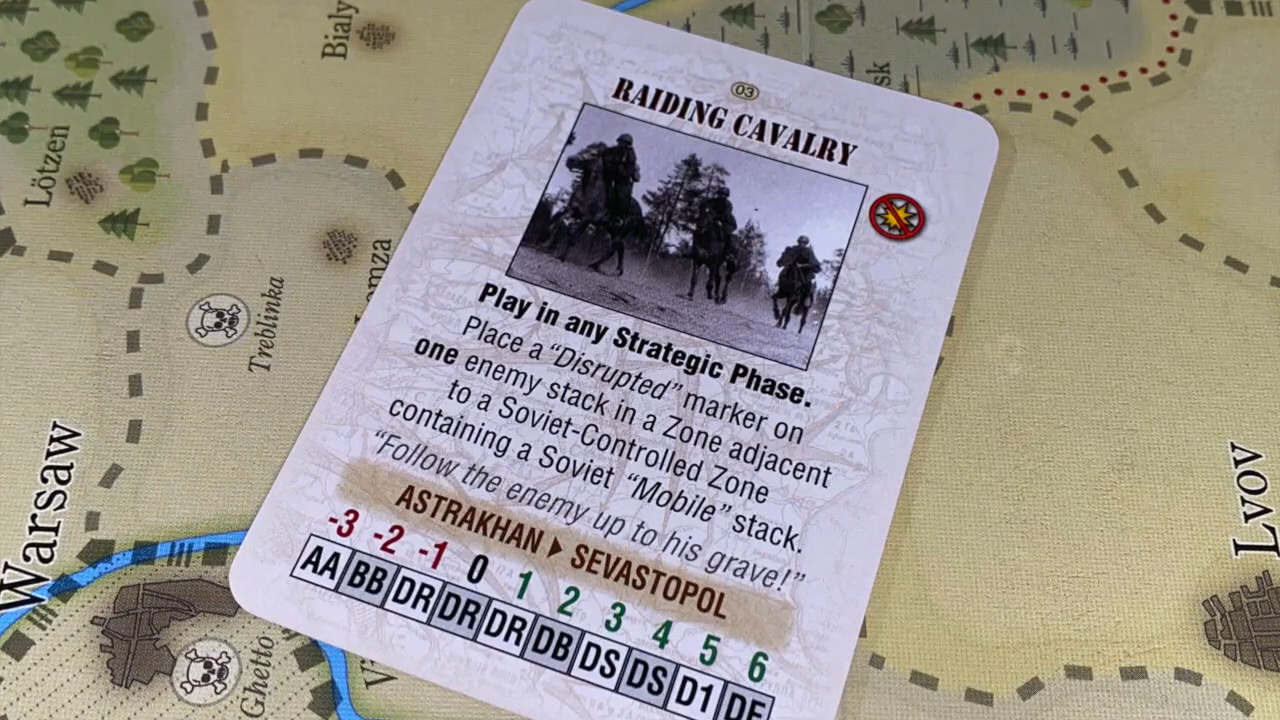 03
RAIDING CAVALRY
Play in any Strategic Phase.
Place a “Disrupted” marker on
one enemy stack in a Zone adjacent
to a Soviet-Controlled Zone
containing a Soviet “Mobile” stack.
“Follow the enemy up to his grave!”
ASTRAKHAN ▶ SEVASTOPOL
-3 -2 -1 0 1 2 3 4 5 6
AA BB DR DR DR DB DS DS D1 DE
Bialy
sk
Lötzen
omza
Treblinka
Warsaw
Ghetto
Lvov